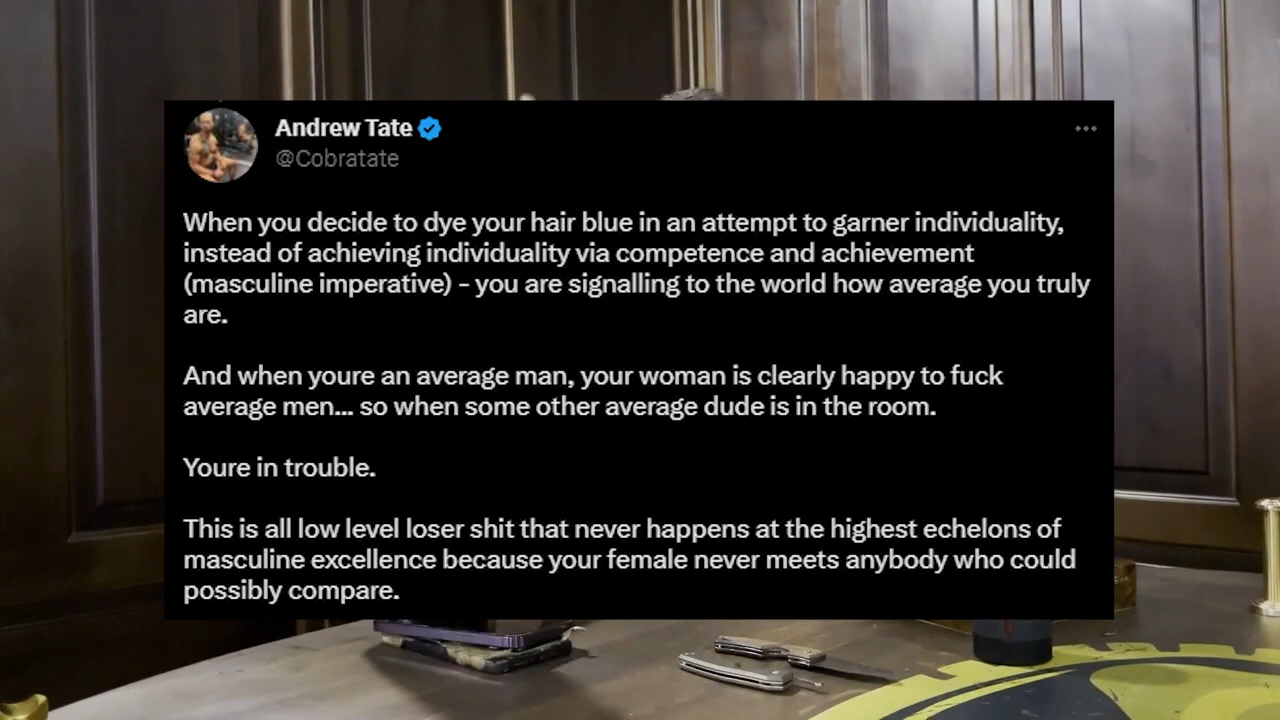 Andrew Tate
@Cobratate
When you decide to dye your hair blue in an attempt to garner individuality,
instead of achieving individuality via competence and achievement
(masculine imperative) – you are signalling to the world how average you truly
are.
And when youre an average man, your woman is clearly happy to fuck
average men... so when some other average dude is in the room.
Youre in trouble.
This is all low level loser shit that never happens at the highest echelons of
masculine excellence because your female never meets anybody who could
possibly compare.